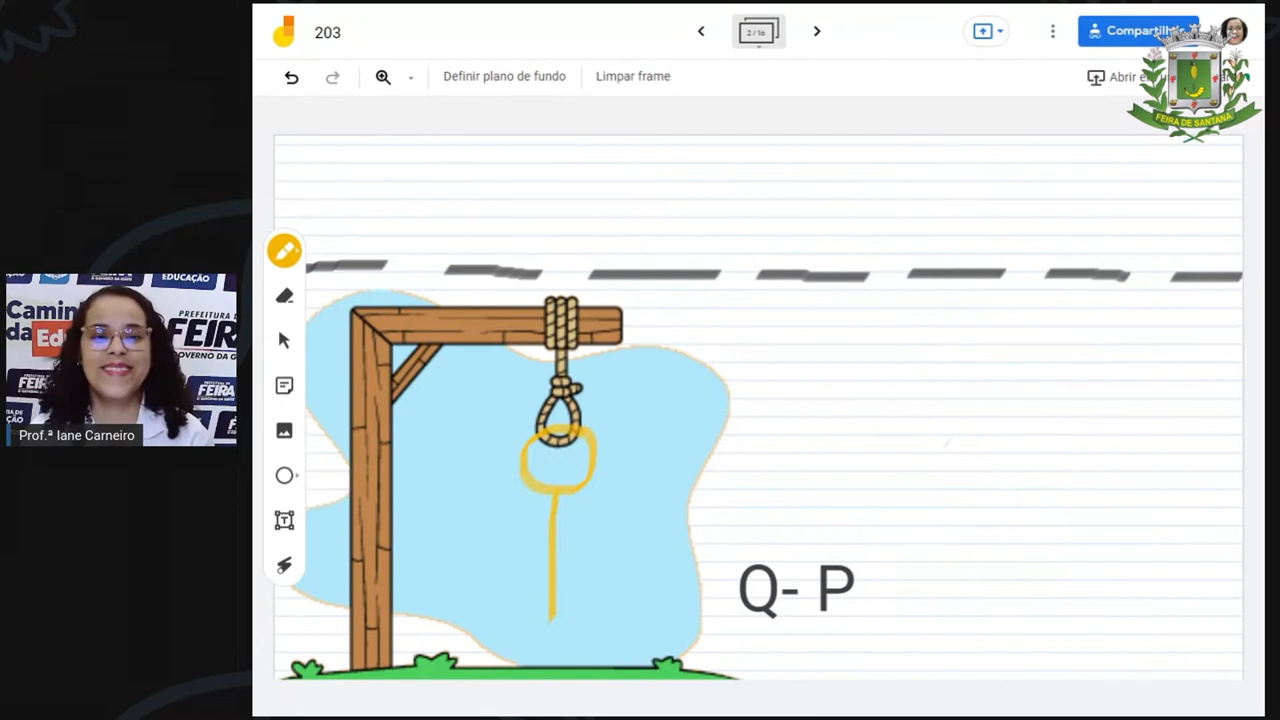 203
2 / 16
Compartilhar
Definir plano de fundo
Limpar frame
Abrir e
FEIRA DE SANTANA
EDUCAÇÃO
Caminh
da Edu
PREFEITURA DE
FEIRA
GOVERNO DA G
FEIRA
Prof.ª Iane Carneiro
Q- P